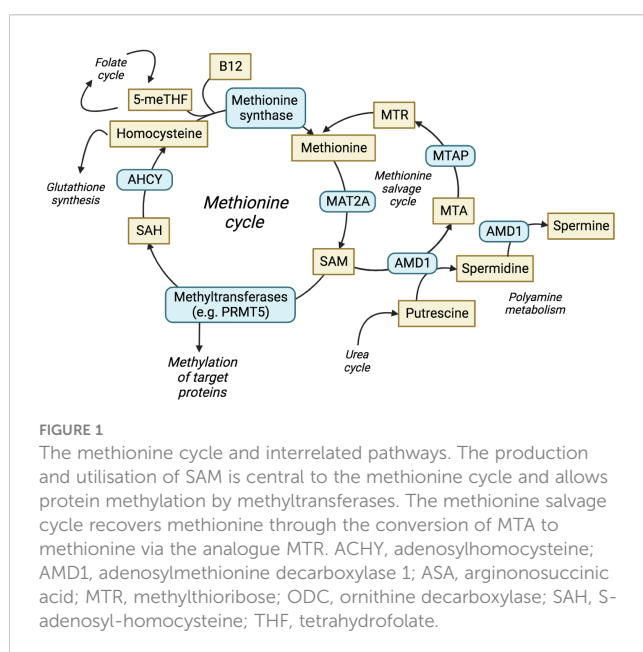 Folate
cycle
B12
5-meTHF
Methionine
synthase
Homocysteine
MTR
Methionine
Glutathione
synthesis
AHCY
Methionine
cycle
Methionine
salvage
cycle
MTAP
MAT2A
MTA
SAH
AMD1
Spermine
SAM
AMD1
Spermidine
Polyamine
metabolism
Methyltransferases
(e.g. PRMT5)
Putrescine
Urea
cycle
Methylation
of target
proteins
FIGURE 1
The methionine cycle and interrelated pathways. The production
and utilisation of SAM is central to the methionine cycle and allows
protein methylation by methyltransferases. The methionine salvage
cycle recovers methionine through the conversion of MTA to
methionine via the analogue MTR. ACHY, adenosylhomocysteine;
AMD1, adenosylmethionine decarboxylase 1; ASA, arginonosuccinic
acid; MTR, methylthioribose; ODC, ornithine decarboxylase; SAH, S-
adenosyl-homocysteine; THF, tetrahydrofolate.